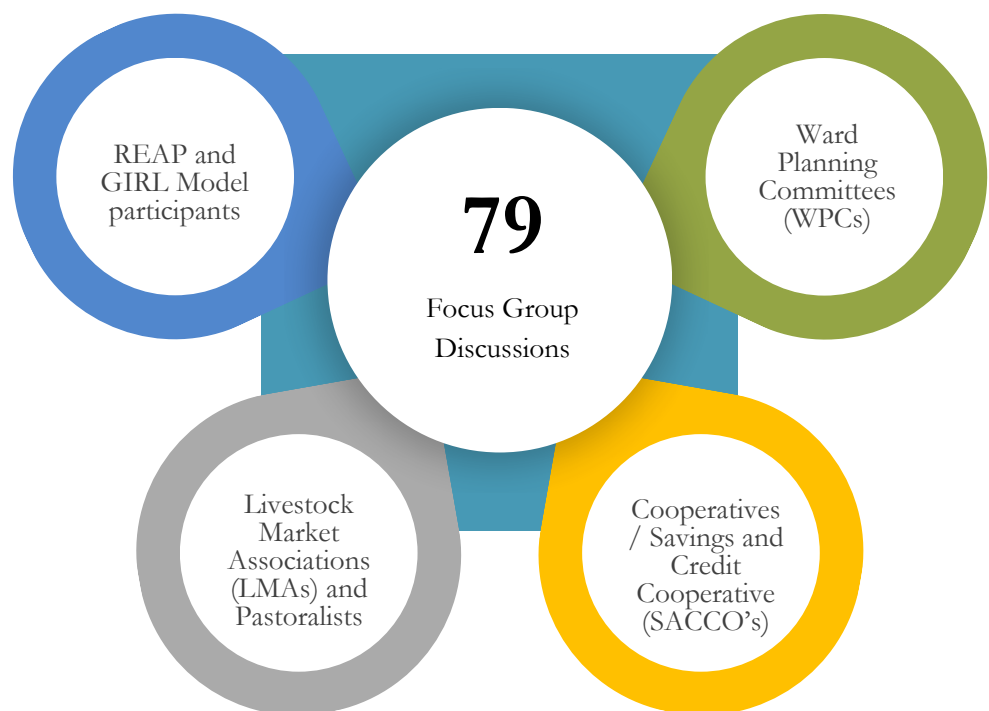 REAP and
GIRL Model
participants
79
Focus Group
Discussions
Ward
Planning
Committees
(WPCs)
Livestock
Market
Associations
(LMAs) and
Pastoralists
Cooperatives
/ Savings and
Credit
Cooperative
(SACCO’s)